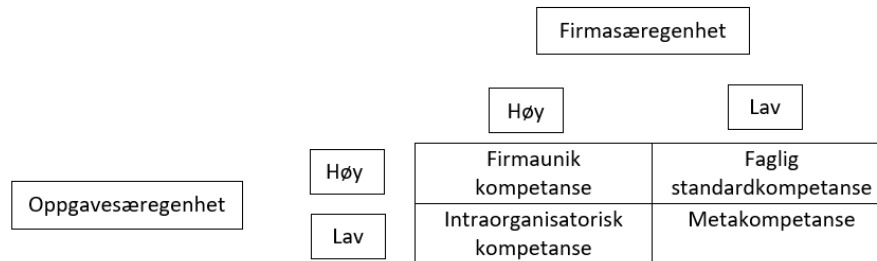 Firmasæregenhet
Høy
Lav
Høy
Firmaunik
kompetanse
Faglig
standardkompetanse
Oppgavesæregenhet
Lav
Intraorganisatorisk
kompetanse
Metakompetanse